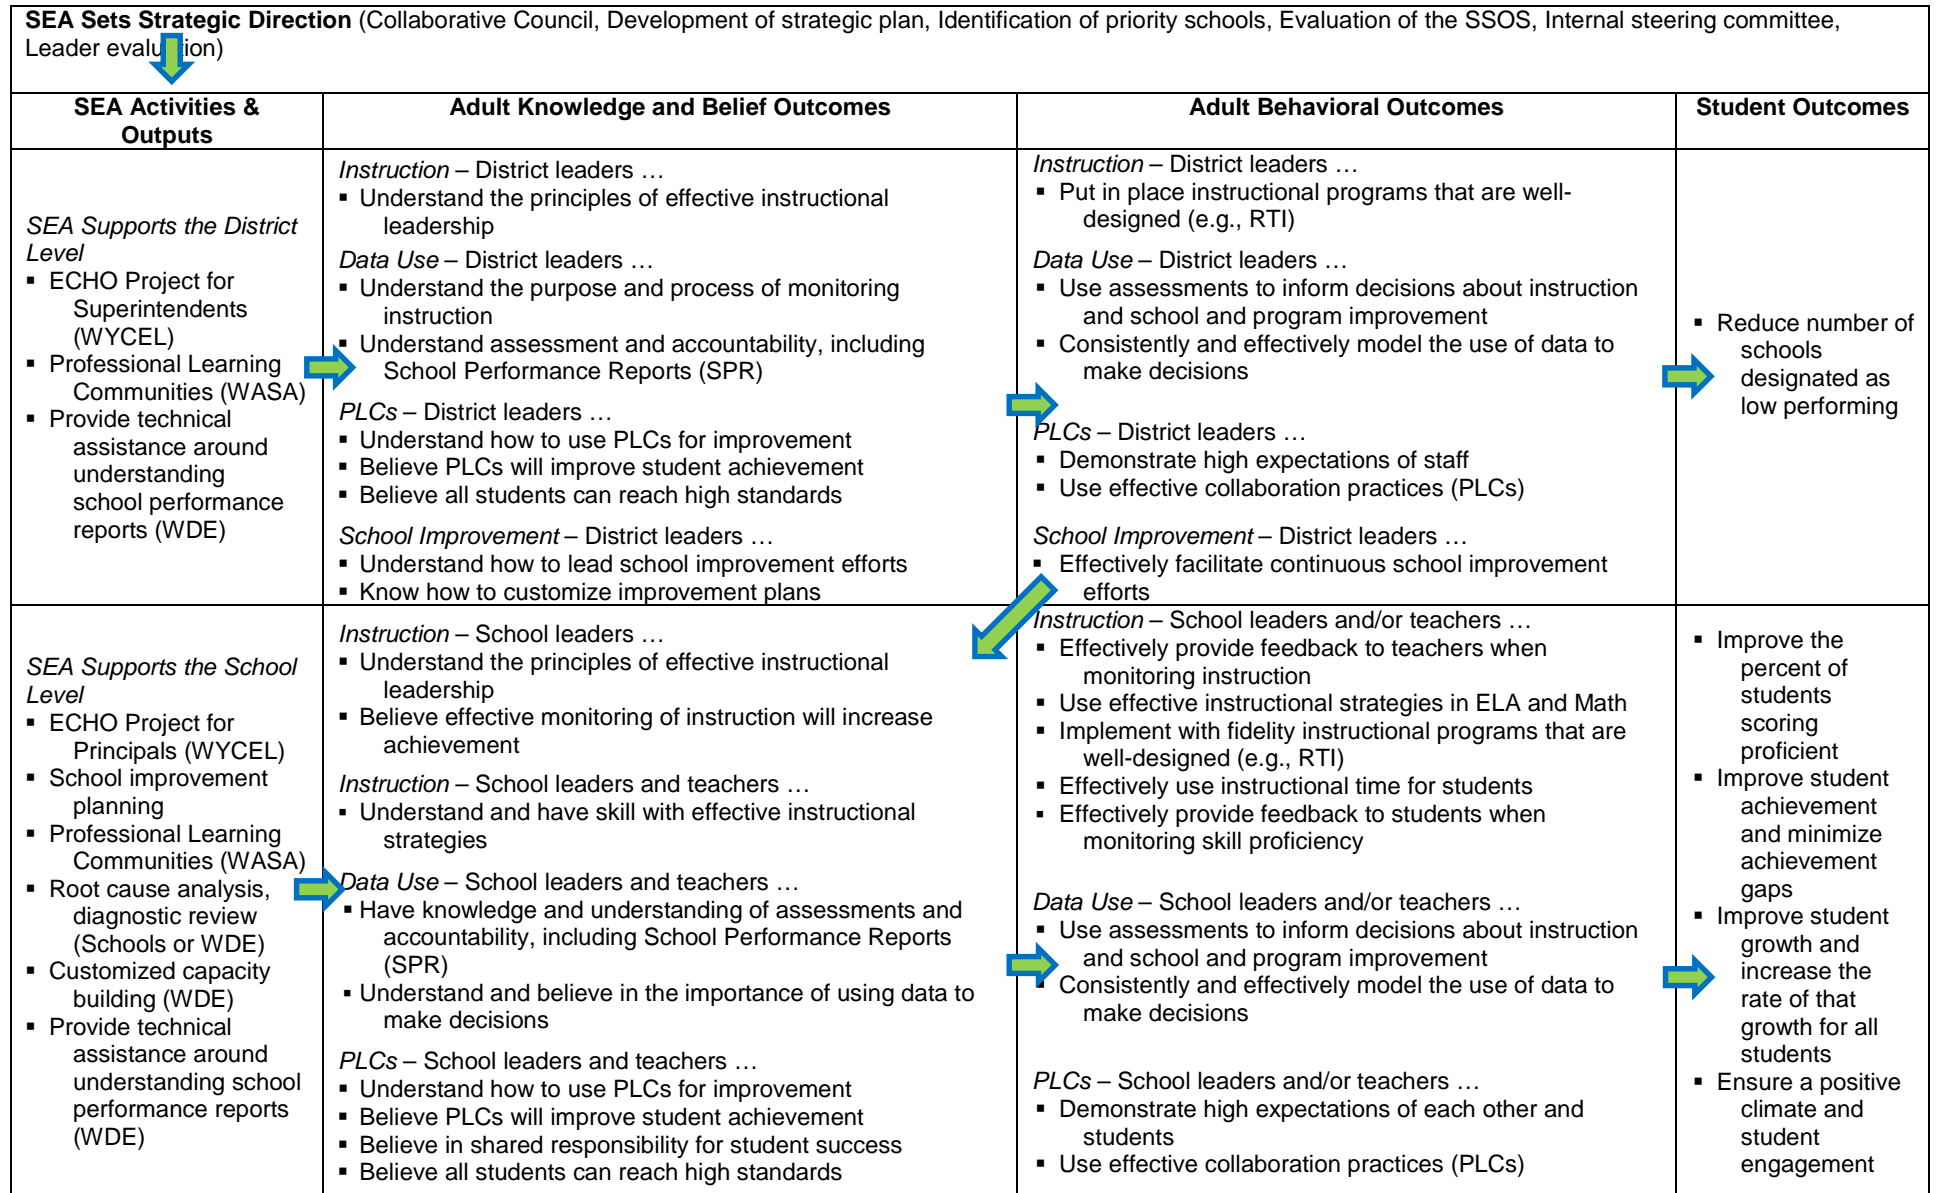 SEA Sets Strategic Direction (Collaborative Council, Development of strategic plan, Identification of priority schools, Evaluation of the SSOS, Internal steering committee,
Leader evaluation)
SEA Activities &
Outputs
Adult Knowledge and Belief Outcomes
Adult Behavioral Outcomes
Student Outcomes
SEA Supports the District
Level
▪ ECHO Project for
Superintendents
(WYCEL)
▪ Professional Learning
Communities (WASA)
▪ Provide technical
assistance around
understanding
school performance
reports (WDE)
Instruction – District leaders …
▪ Understand the principles of effective instructional
leadership
Data Use – District leaders …
▪ Understand the purpose and process of monitoring
instruction
▪ Understand assessment and accountability, including
School Performance Reports (SPR)
PLCs – District leaders …
▪ Understand how to use PLCs for improvement
▪ Believe PLCs will improve student achievement
▪ Believe all students can reach high standards
School Improvement – District leaders …
▪ Understand how to lead school improvement efforts
▪ Know how to customize improvement plans
Instruction – District leaders …
▪ Put in place instructional programs that are well-
designed (e.g., RTI)
Data Use – District leaders …
▪ Use assessments to inform decisions about instruction
and school and program improvement
▪ Consistently and effectively model the use of data to
make decisions
PLCs – District leaders …
▪ Demonstrate high expectations of staff
▪ Use effective collaboration practices (PLCs)
School Improvement – District leaders …
▪ Effectively facilitate continuous school improvement
efforts
▪ Reduce number of
schools
designated as
low performing
SEA Supports the School
Level
▪ ECHO Project for
Principals (WYCEL)
▪ School improvement
planning
▪ Professional Learning
Communities (WASA)
▪ Root cause analysis,
diagnostic review
(Schools or WDE)
▪ Customized capacity
building (WDE)
▪ Provide technical
assistance around
understanding school
performance reports
(WDE)
Instruction – School leaders …
▪ Understand the principles of effective instructional
leadership
▪ Believe effective monitoring of instruction will increase
achievement
Instruction – School leaders and teachers …
▪ Understand and have skill with effective instructional
strategies
Data Use – School leaders and teachers …
▪ Have knowledge and understanding of assessments and
accountability, including School Performance Reports
(SPR)
▪ Understand and believe in the importance of using data to
make decisions
PLCs – School leaders and teachers …
▪ Understand how to use PLCs for improvement
▪ Believe PLCs will improve student achievement
▪ Believe in shared responsibility for student success
▪ Believe all students can reach high standards
Instruction – School leaders and/or teachers …
▪ Effectively provide feedback to teachers when
monitoring instruction
▪ Use effective instructional strategies in ELA and Math
▪ Implement with fidelity instructional programs that are
well-designed (e.g., RTI)
▪ Effectively use instructional time for students
▪ Effectively provide feedback to students when
monitoring skill proficiency
Data Use – School leaders and/or teachers …
▪ Use assessments to inform decisions about instruction
and school and program improvement
▪ Consistently and effectively model the use of data to
make decisions
PLCs – School leaders and/or teachers …
▪ Demonstrate high expectations of each other and
students
▪ Use effective collaboration practices (PLCs)
▪ Improve the
percent of
students
scoring
proficient
▪ Improve student
achievement
and minimize
achievement
gaps
▪ Improve student
growth and
increase the
rate of that
growth for all
students
▪ Ensure a positive
climate and
student
engagement